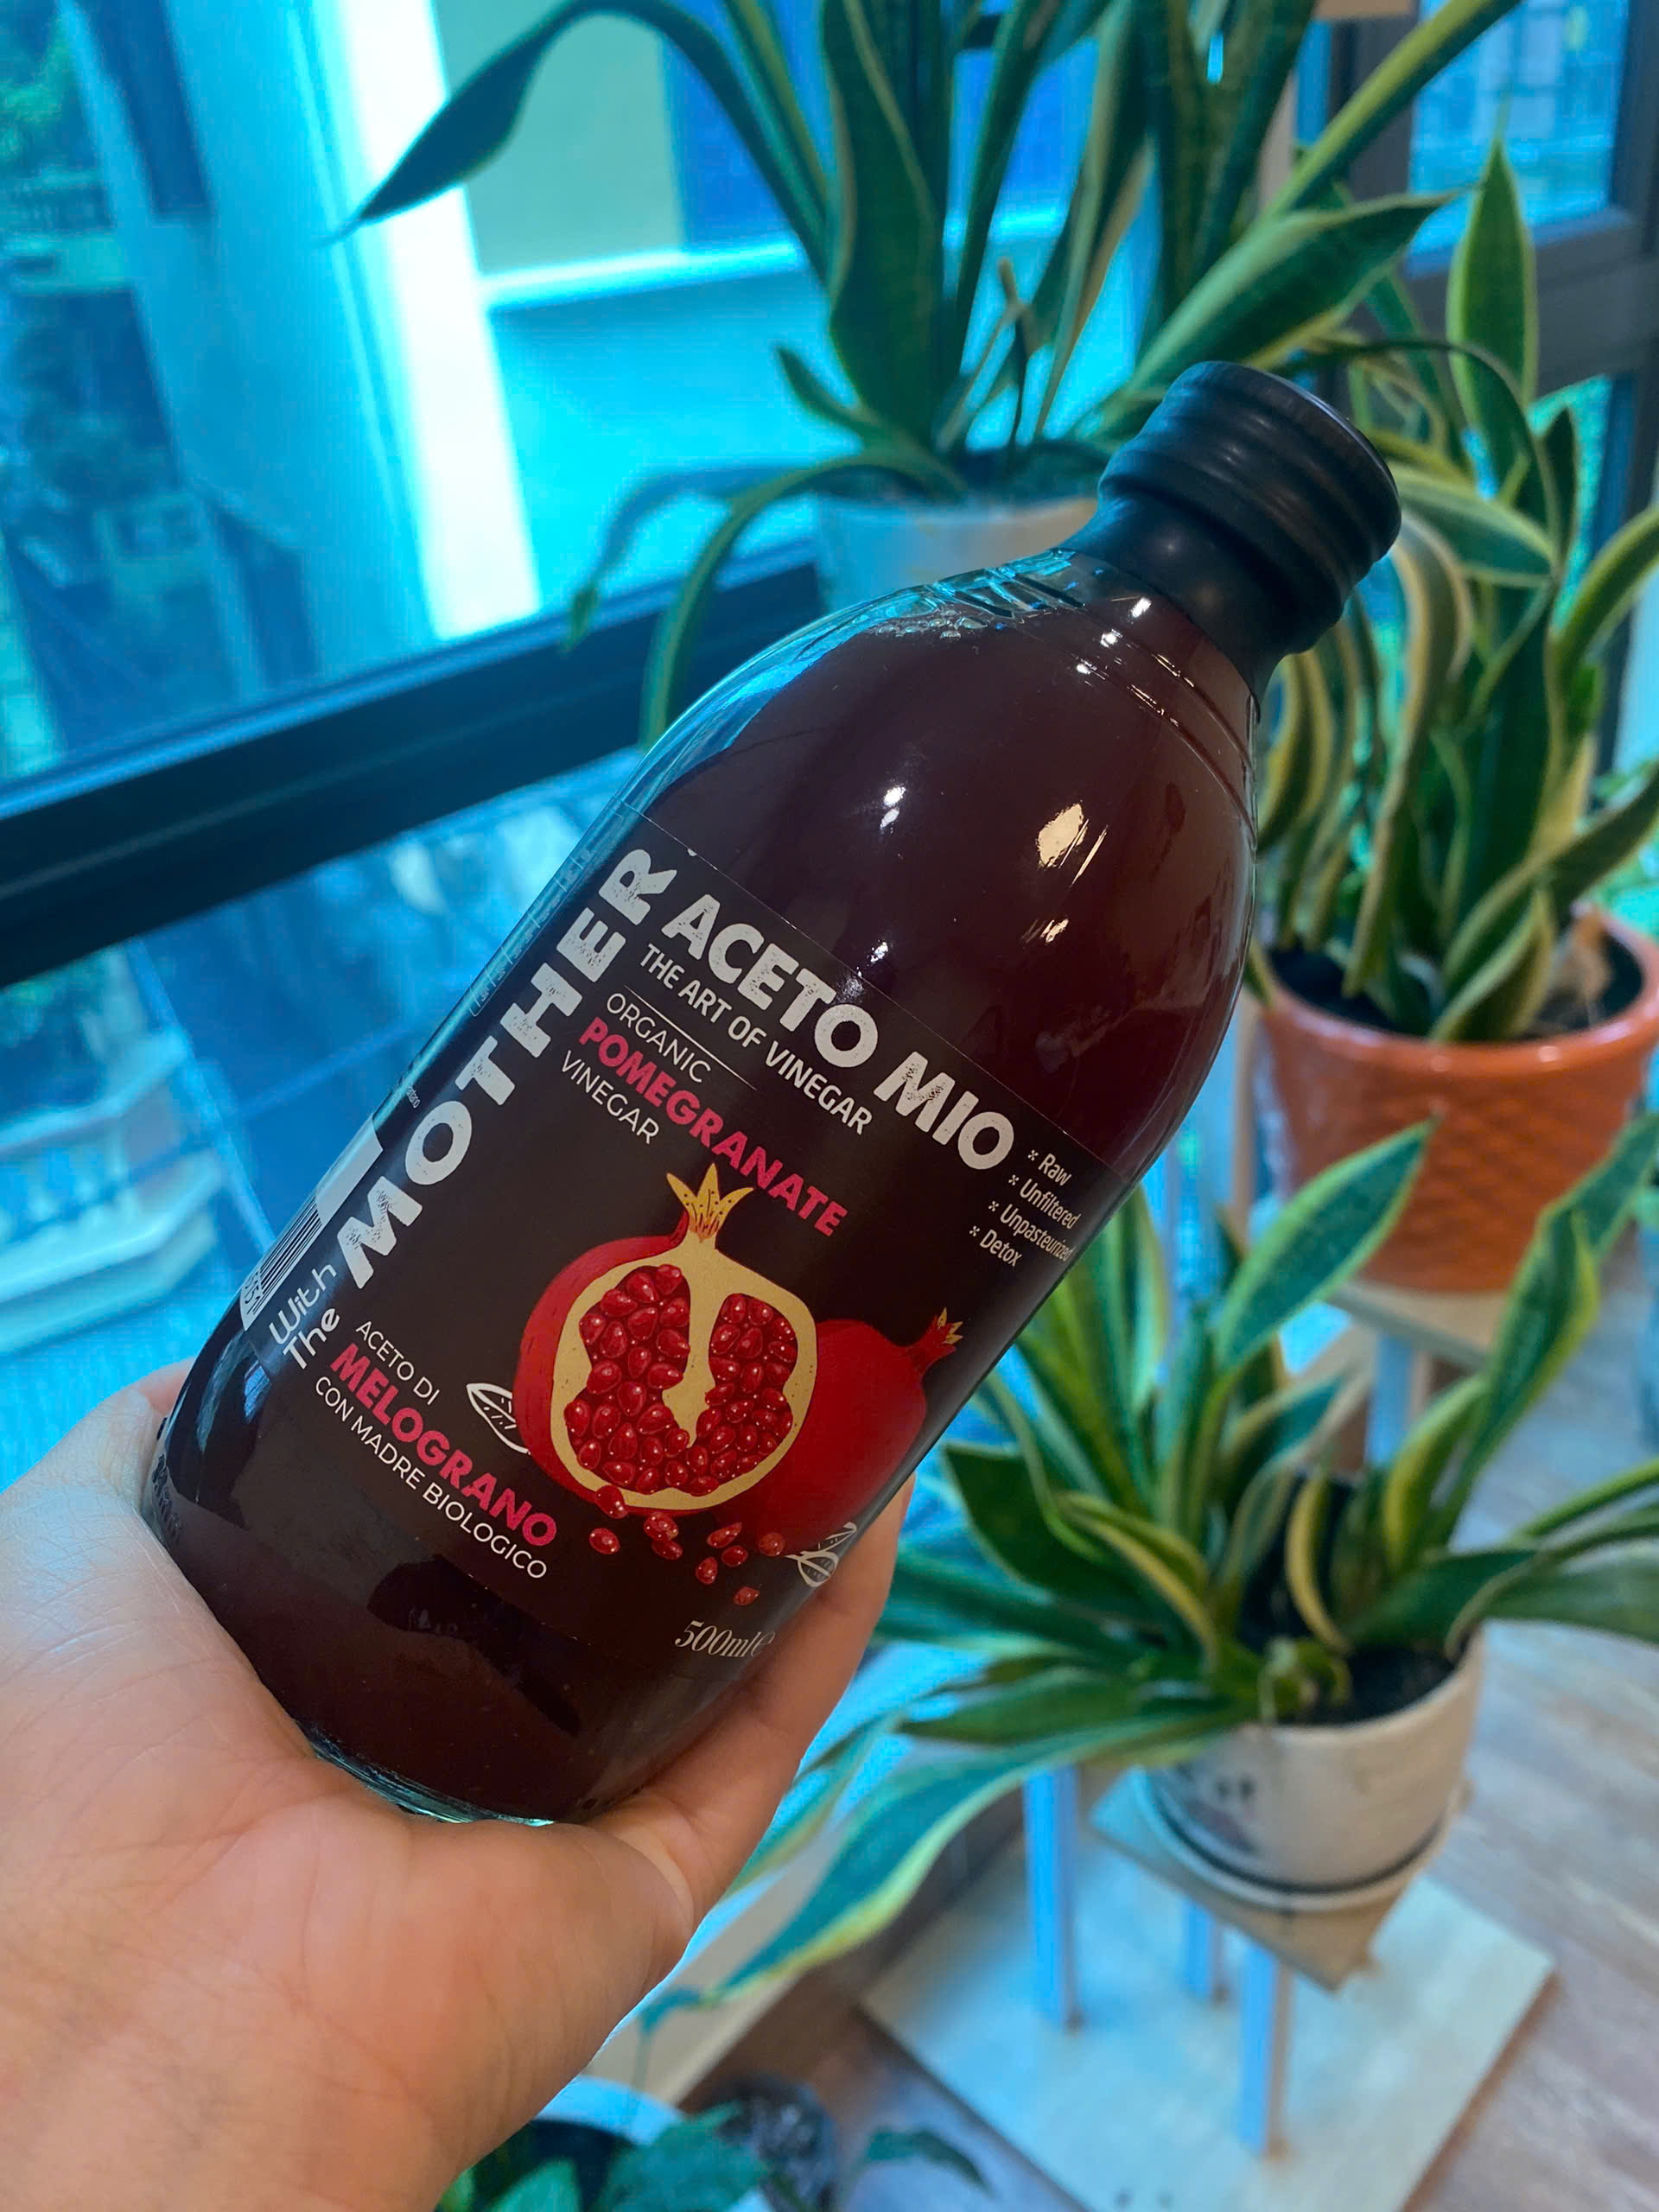 ACETO MIO
THE ART OF VINEGAR
ORGANIC
POMEGRANATE
VINEGAR
Raw
Unfiltered
Unpasteurized
Detox
With
The
MOTHER
ACETO DI
MELOGRANO
CON MADRE BIOLOGICO
500ml e